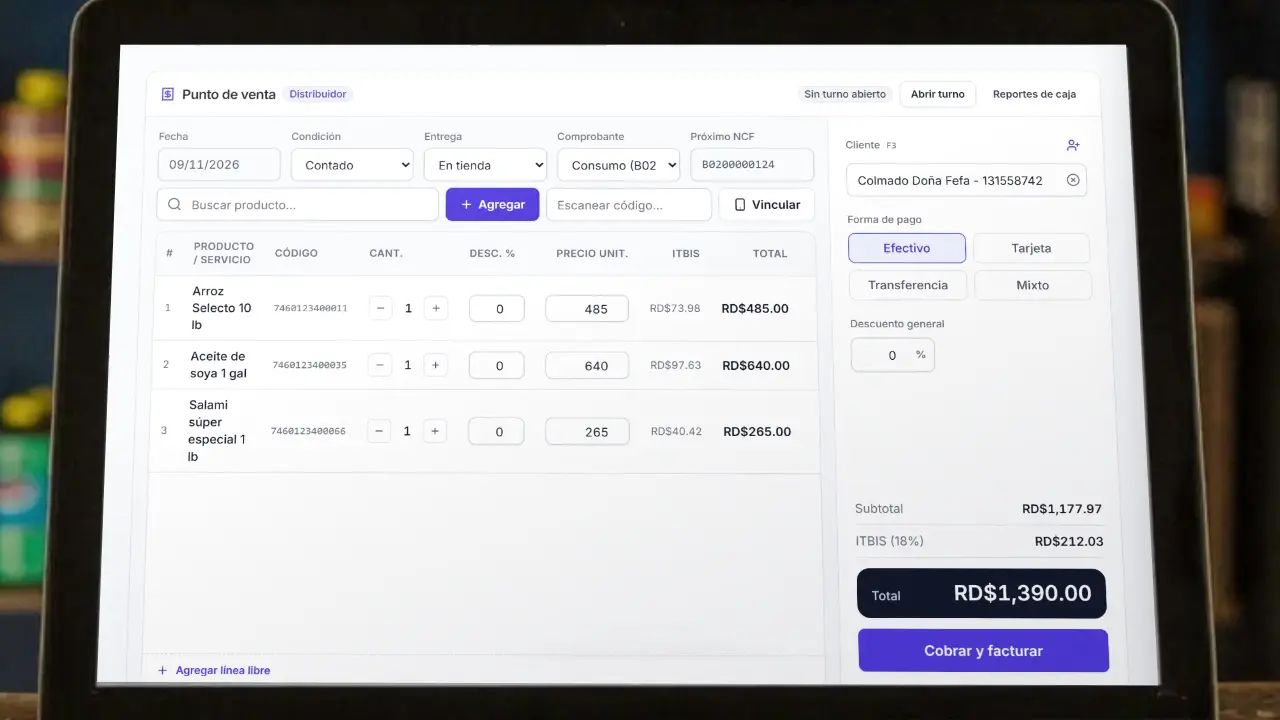 Punto de venta Distribuidor Sin turno abierto Abrir turno Reportes de caja
Fecha Condición Entrega Comprobante Próximo NCF
09/11/2026 Contado En tienda Consumo (B02 B0200000124
Buscar producto... + Agregar Escanear código... Vincular
# PRODUCTO / SERVICIO CÓDIGO CANT. DESC. % PRECIO UNIT. ITBIS TOTAL
1 Arroz Selecto 10 lb 7460123400011 − 1 + 0 485 RD$73.98 RD$485.00
2 Aceite de soya 1 gal 7460123400035 − 1 + 0 640 RD$97.63 RD$640.00
3 Salami súper especial 1 lb 7460123400066 − 1 + 0 265 RD$40.42 RD$265.00
+ Agregar línea libre
Cliente F3
Colmado Doña Fefa - 131558742
Forma de pago
Efectivo Tarjeta
Transferencia Mixto
Descuento general
0 %
Subtotal RD$1,177.97
ITBIS (18%) RD$212.03
Total RD$1,390.00
Cobrar y facturar